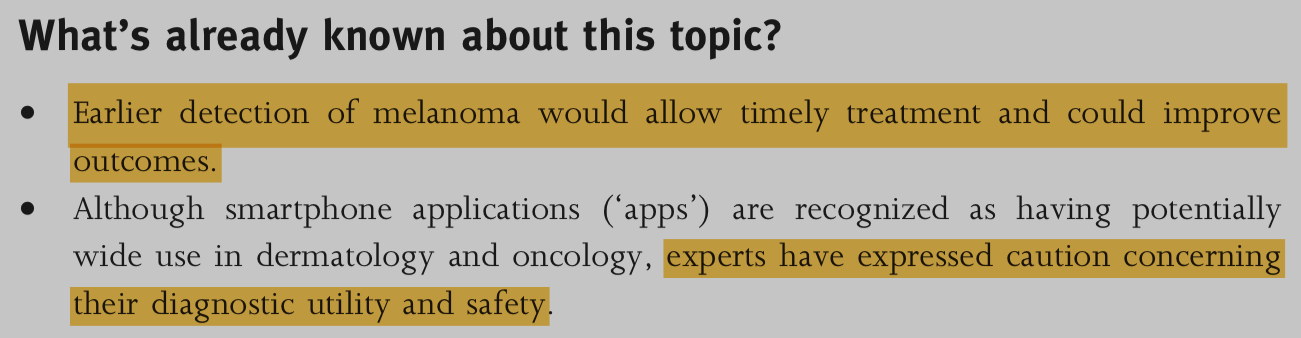 What’s already known about this topic?
• Earlier detection of melanoma would allow timely treatment and could improve
outcomes.
• Although smartphone applications (‘apps’) are recognized as having potentially
wide use in dermatology and oncology, experts have expressed caution concerning
their diagnostic utility and safety.